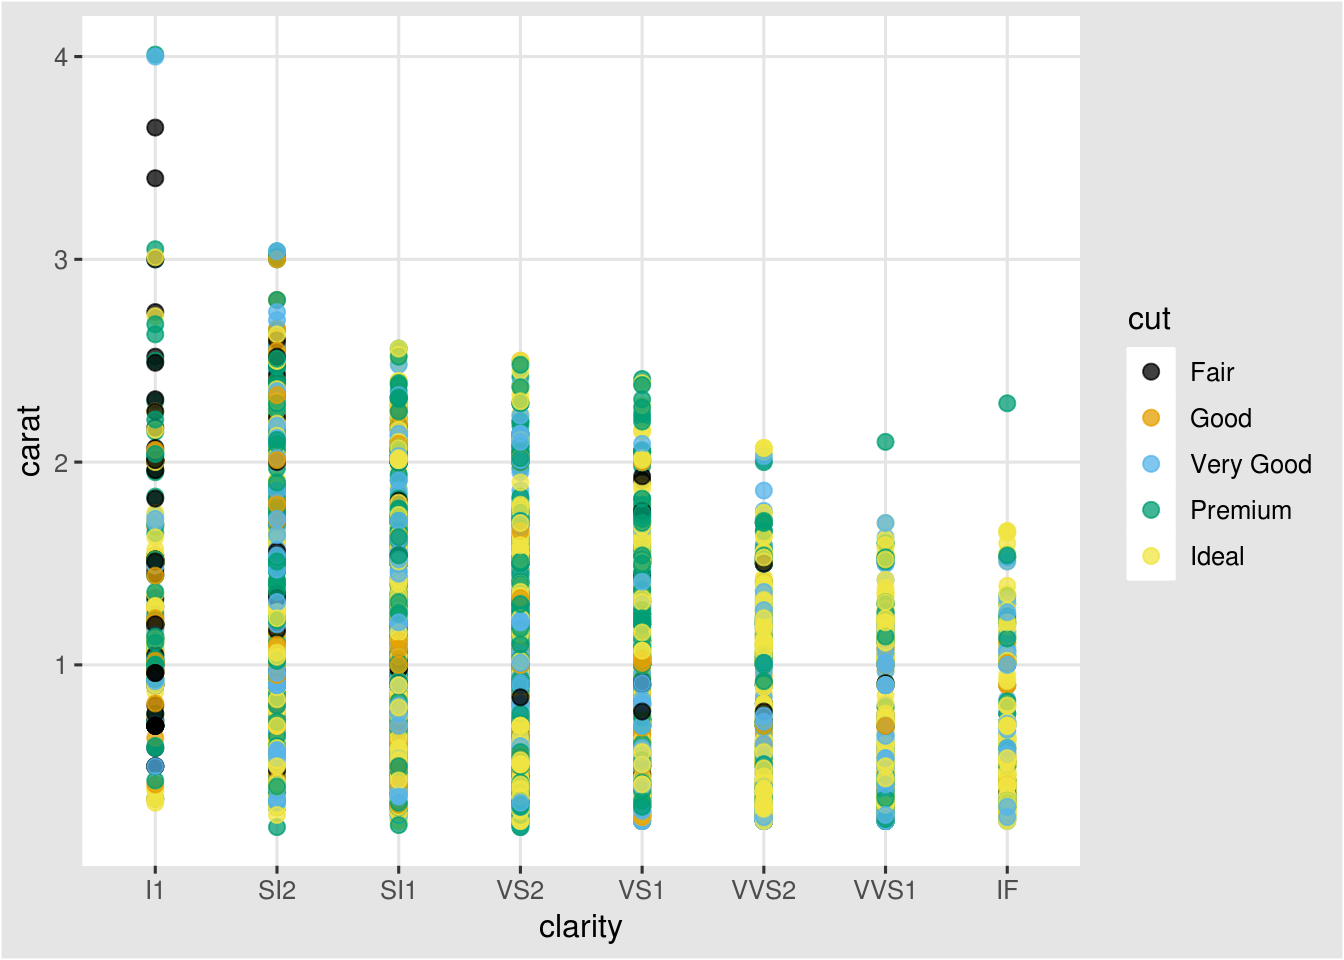 carat
4
3
2
1
I1 SI2 SI1 VS2 VS1 VVS2 VVS1 IF
clarity
cut
Fair
Good
Very Good
Premium
Ideal